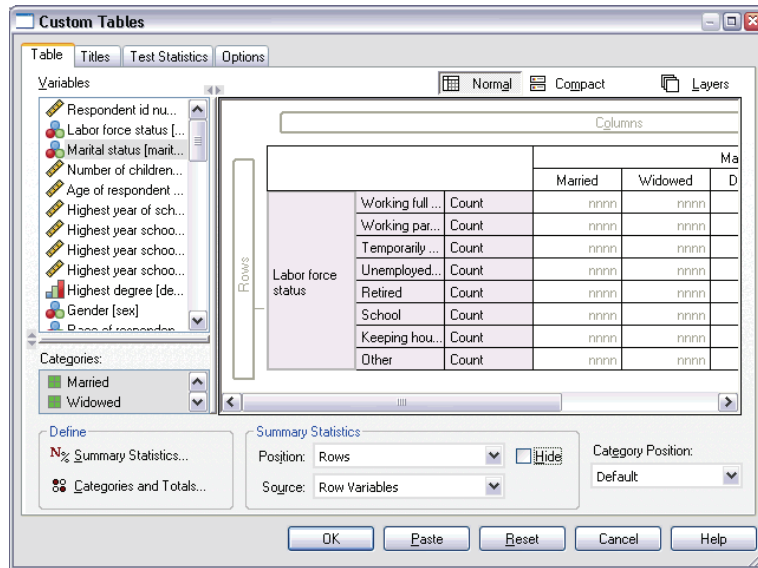 Custom Tables
Table Titles Test Statistics Options
Variables
Normal Compact Layers
Respondent id nu...
Labor force status [...
Marital status [marit...
Number of children...
Age of respondent ...
Highest year of sch...
Highest year schoo...
Highest year schoo...
Highest year schoo...
Highest degree [de...
Gender [sex]
Categories:
Married
Widowed
Columns
Rows
Ma
Married Widowed D
Labor force status
Working full ... Count nnnn nnnn
Working par... Count nnnn nnnn
Temporarily ... Count nnnn nnnn
Unemployed... Count nnnn nnnn
Retired Count nnnn nnnn
School Count nnnn nnnn
Keeping hou... Count nnnn nnnn
Other Count nnnn nnnn
Define
N% Summary Statistics...
Categories and Totals...
Summary Statistics
Position: Rows Hide
Source: Row Variables
Category Position:
Default
OK Paste Reset Cancel Help